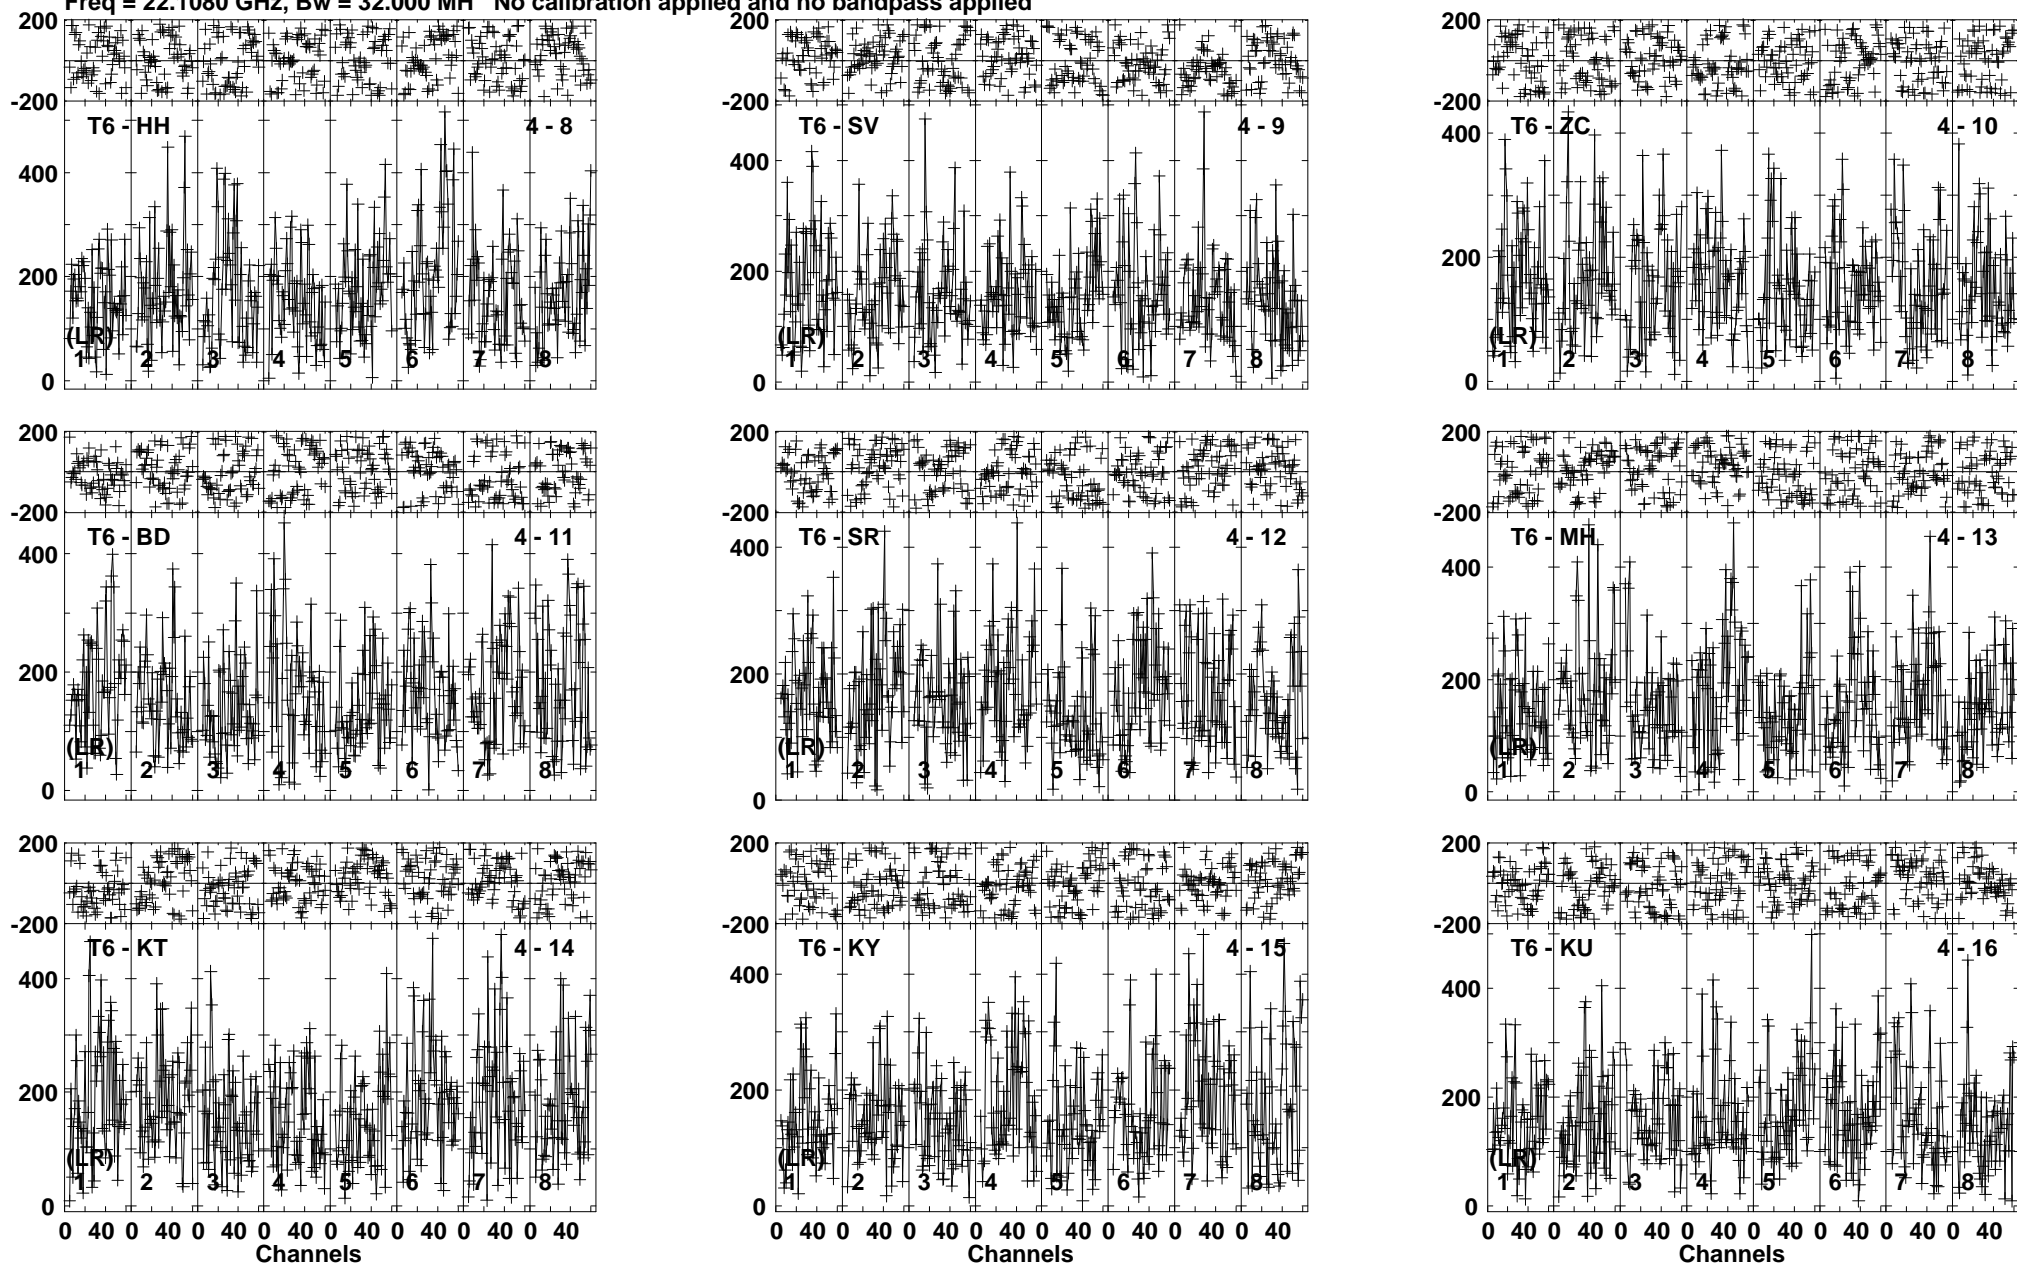 Freq = 22.1080 GHz, Bw = 32.000 MH No calibration applied and no bandpass applied
200 200 200
-200 -200 -200
T6 - HH 4 - 8 T6 - SV 4 - 9 T6 - ZC 4 - 10
400 400 400
200 200 200
(LR) (LR) (LR)
1 2 3 4 5 6 7 8 1 2 3 4 5 6 7 8 1 2 3 4 5 6 7 8
0 0 0
200 200 200
-200 -200 -200
T6 - BD 4 - 11 T6 - SR 4 - 12 T6 - MH 4 - 13
400 400 400
200 200 200
(LR) (LR) (LR)
1 2 3 4 5 6 7 8 1 2 3 4 5 6 7 8 1 2 3 4 5 6 7 8
0 0 0
200 200 200
-200 -200 -200
T6 - KT 4 - 14 T6 - KY 4 - 15 T6 - KU 4 - 16
400 400 400
200 200 200
(LR) (LR) (LR)
1 2 3 4 5 6 7 8 1 2 3 4 5 6 7 8 1 2 3 4 5 6 7 8
0 0 0
0 40 0 40 0 40 0 40 0 40 0 40 0 40 0 40 0 40 0 40 0 40 0 40 0 40 0 40 0 40 0 40 0 40 0 40 0 40 0 40 0 40 0 40 0 40 0 40
Channels Channels Channels